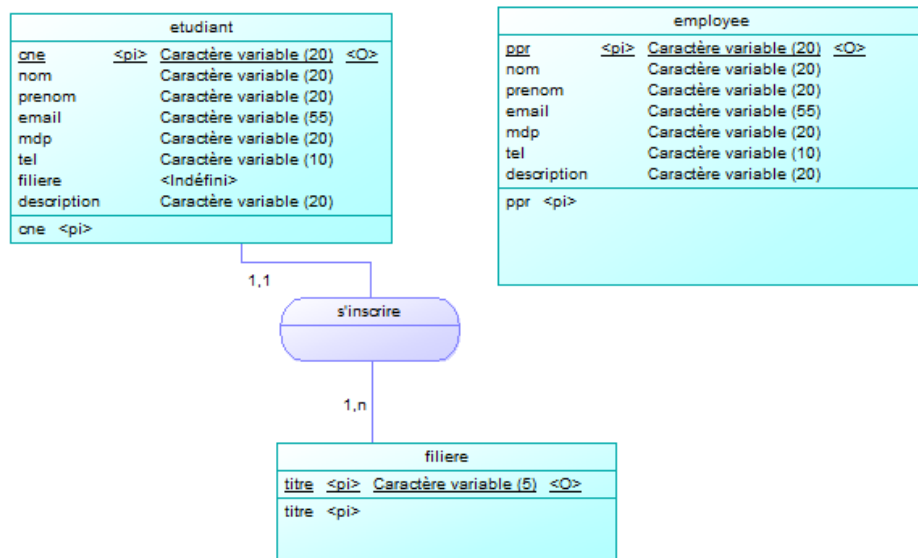 etudiant
cne <pi> Caractère variable (20) <O>
nom Caractère variable (20)
prenom Caractère variable (20)
email Caractère variable (55)
mdp Caractère variable (20)
tel Caractère variable (10)
filiere <Indéfini>
description Caractère variable (20)
cne <pi>
employee
ppr <pi> Caractère variable (20) <O>
nom Caractère variable (20)
prenom Caractère variable (20)
email Caractère variable (55)
mdp Caractère variable (20)
tel Caractère variable (10)
description Caractère variable (20)
ppr <pi>
1,1
s'inscrire
1,n
filiere
titre <pi> Caractère variable (5) <O>
titre <pi>